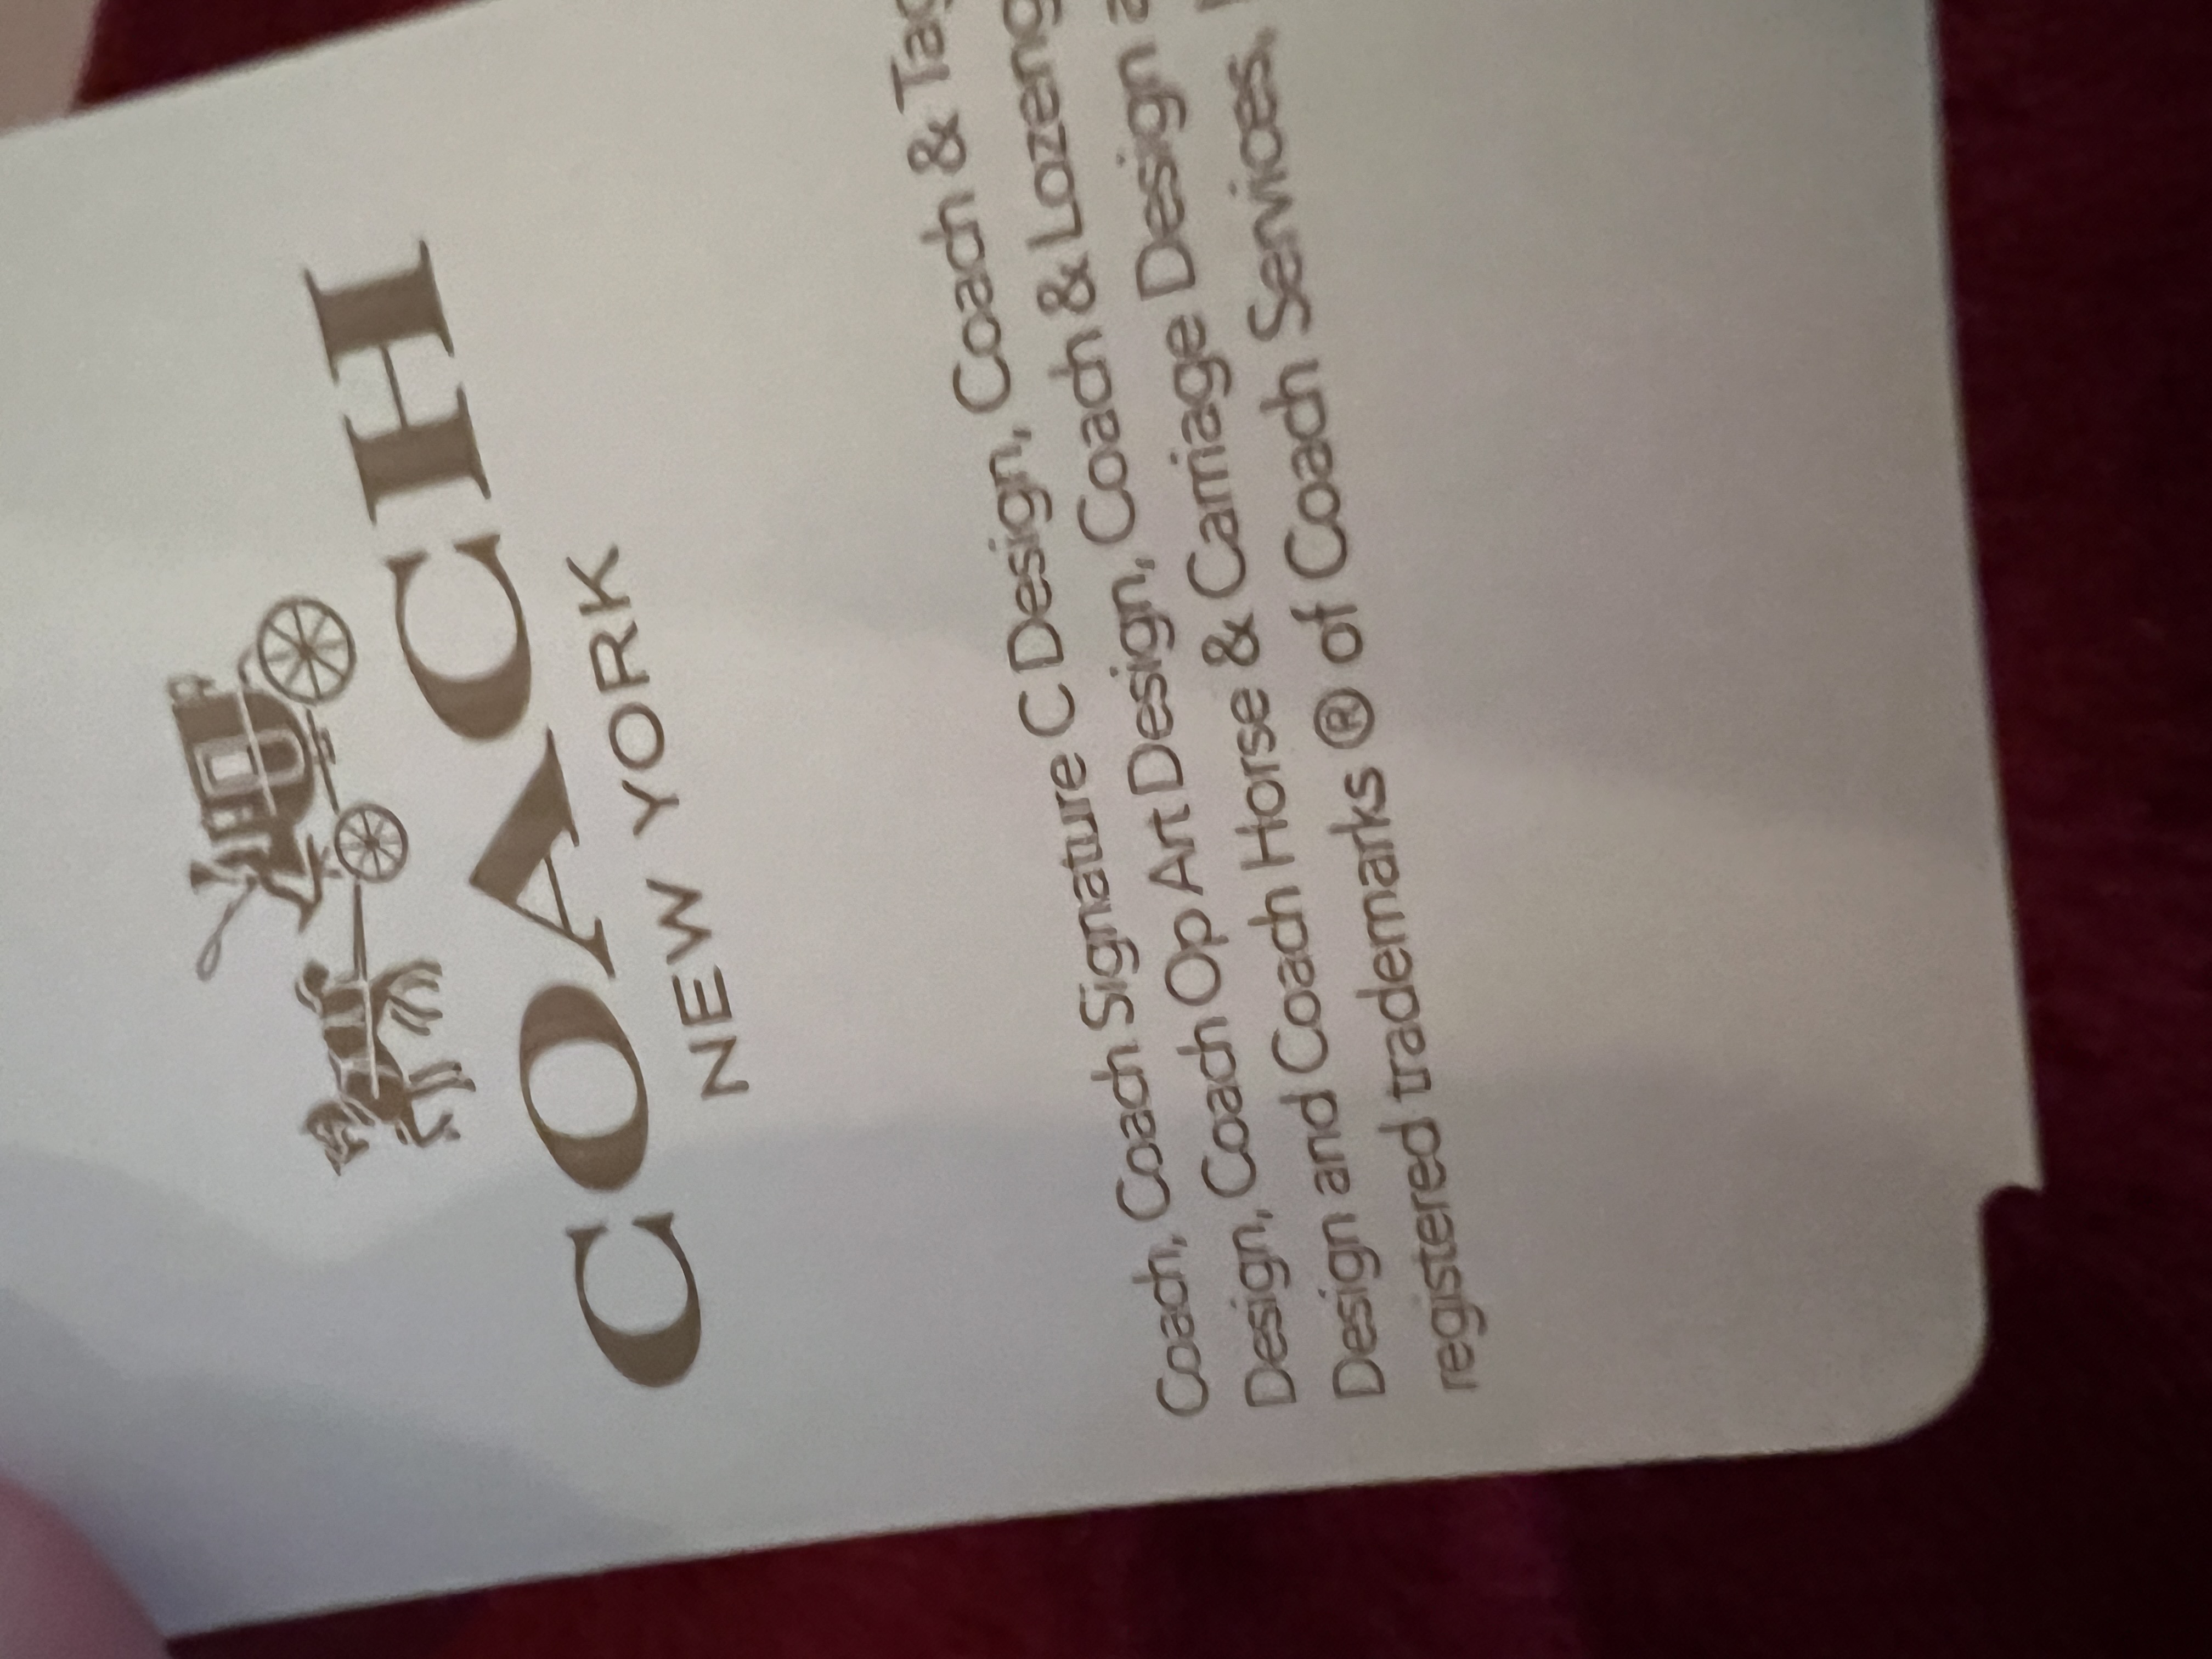 COACH
NEW YORK
Coach, Coach Signature C Design, Coach & Tag
Design, Coach Op Art Design, Coach & Lozenge
Design and Coach Horse & Carriage Design
registered trademarks ® of Coach Services,